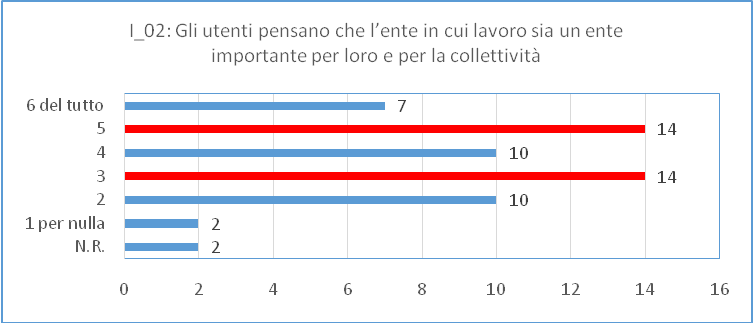 I_02: Gli utenti pensano che l'ente in cui lavoro sia un ente
importante per loro e per la collettività
6 del tutto 7
5 14
4 10
3 14
2 10
1 per nulla 2
N.R. 2
0 2 4 6 8 10 12 14 16